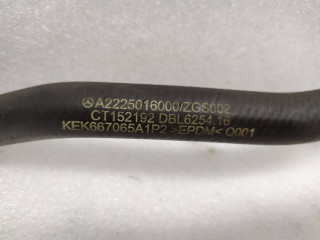 A2225016000/ZGS002
CT152192 DBL6254.16
KEK667065A1P2 >EPDM< Q001